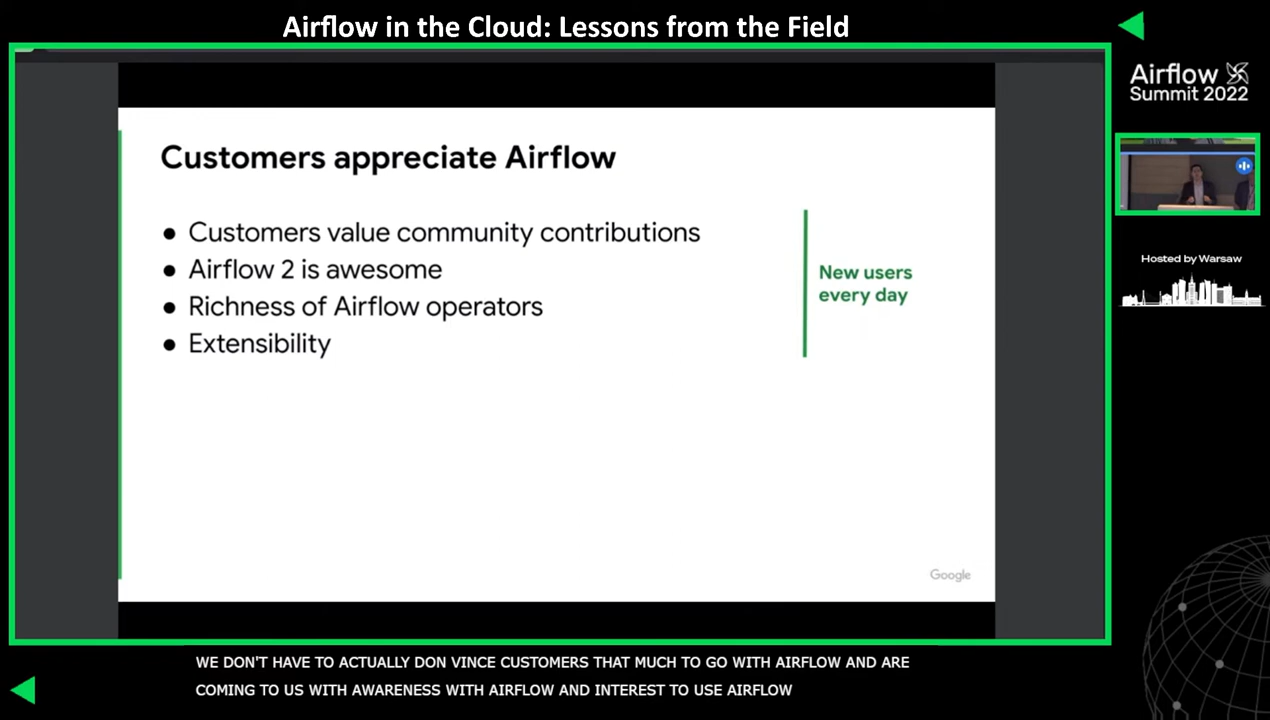 Airflow in the Cloud: Lessons from the Field
Airflow
Summit 2022
Customers appreciate Airflow
● Customers value community contributions
● Airflow 2 is awesome
● Richness of Airflow operators
● Extensibility
New users
every day
Google
Hosted by Warsaw
WE DON'T HAVE TO ACTUALLY DON VINCE CUSTOMERS THAT MUCH TO GO WITH AIRFLOW AND ARE
COMING TO US WITH AWARENESS WITH AIRFLOW AND INTEREST TO USE AIRFLOW